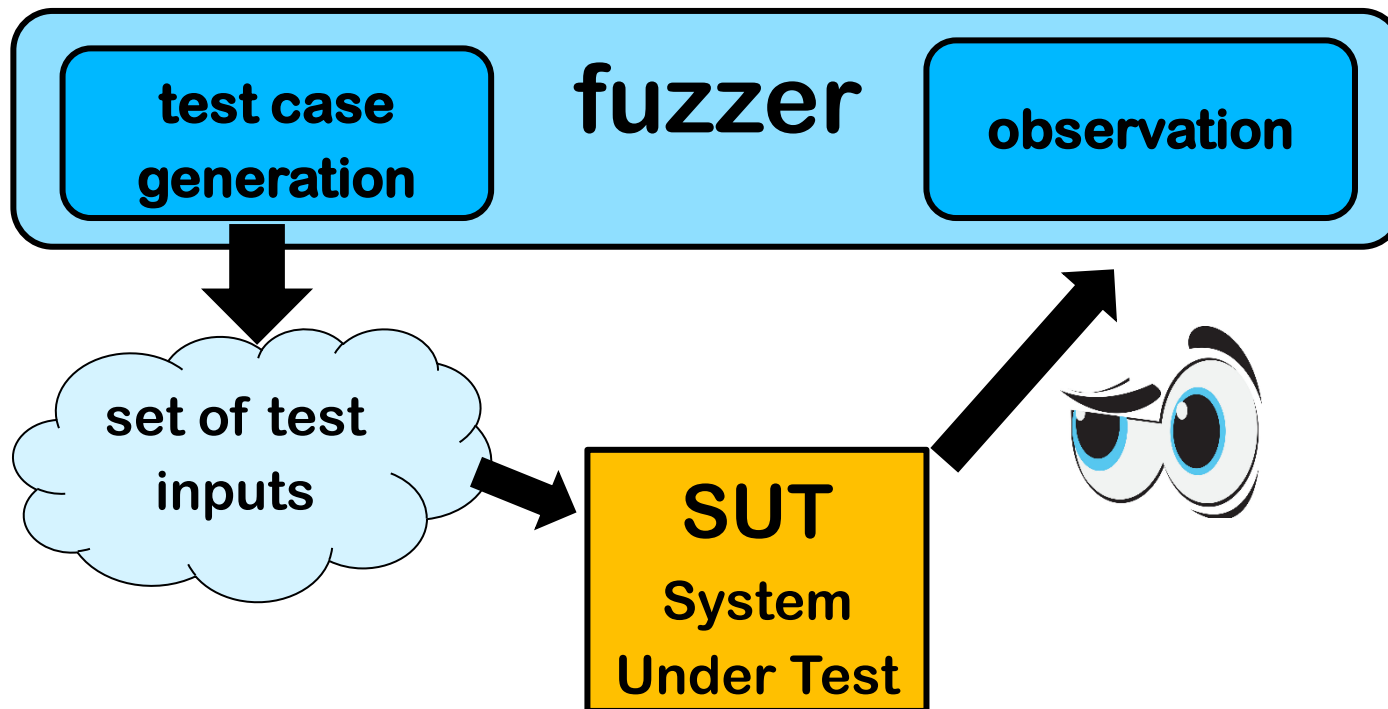 test case
generation
fuzzer
observation
set of test
inputs
SUT
System
Under Test